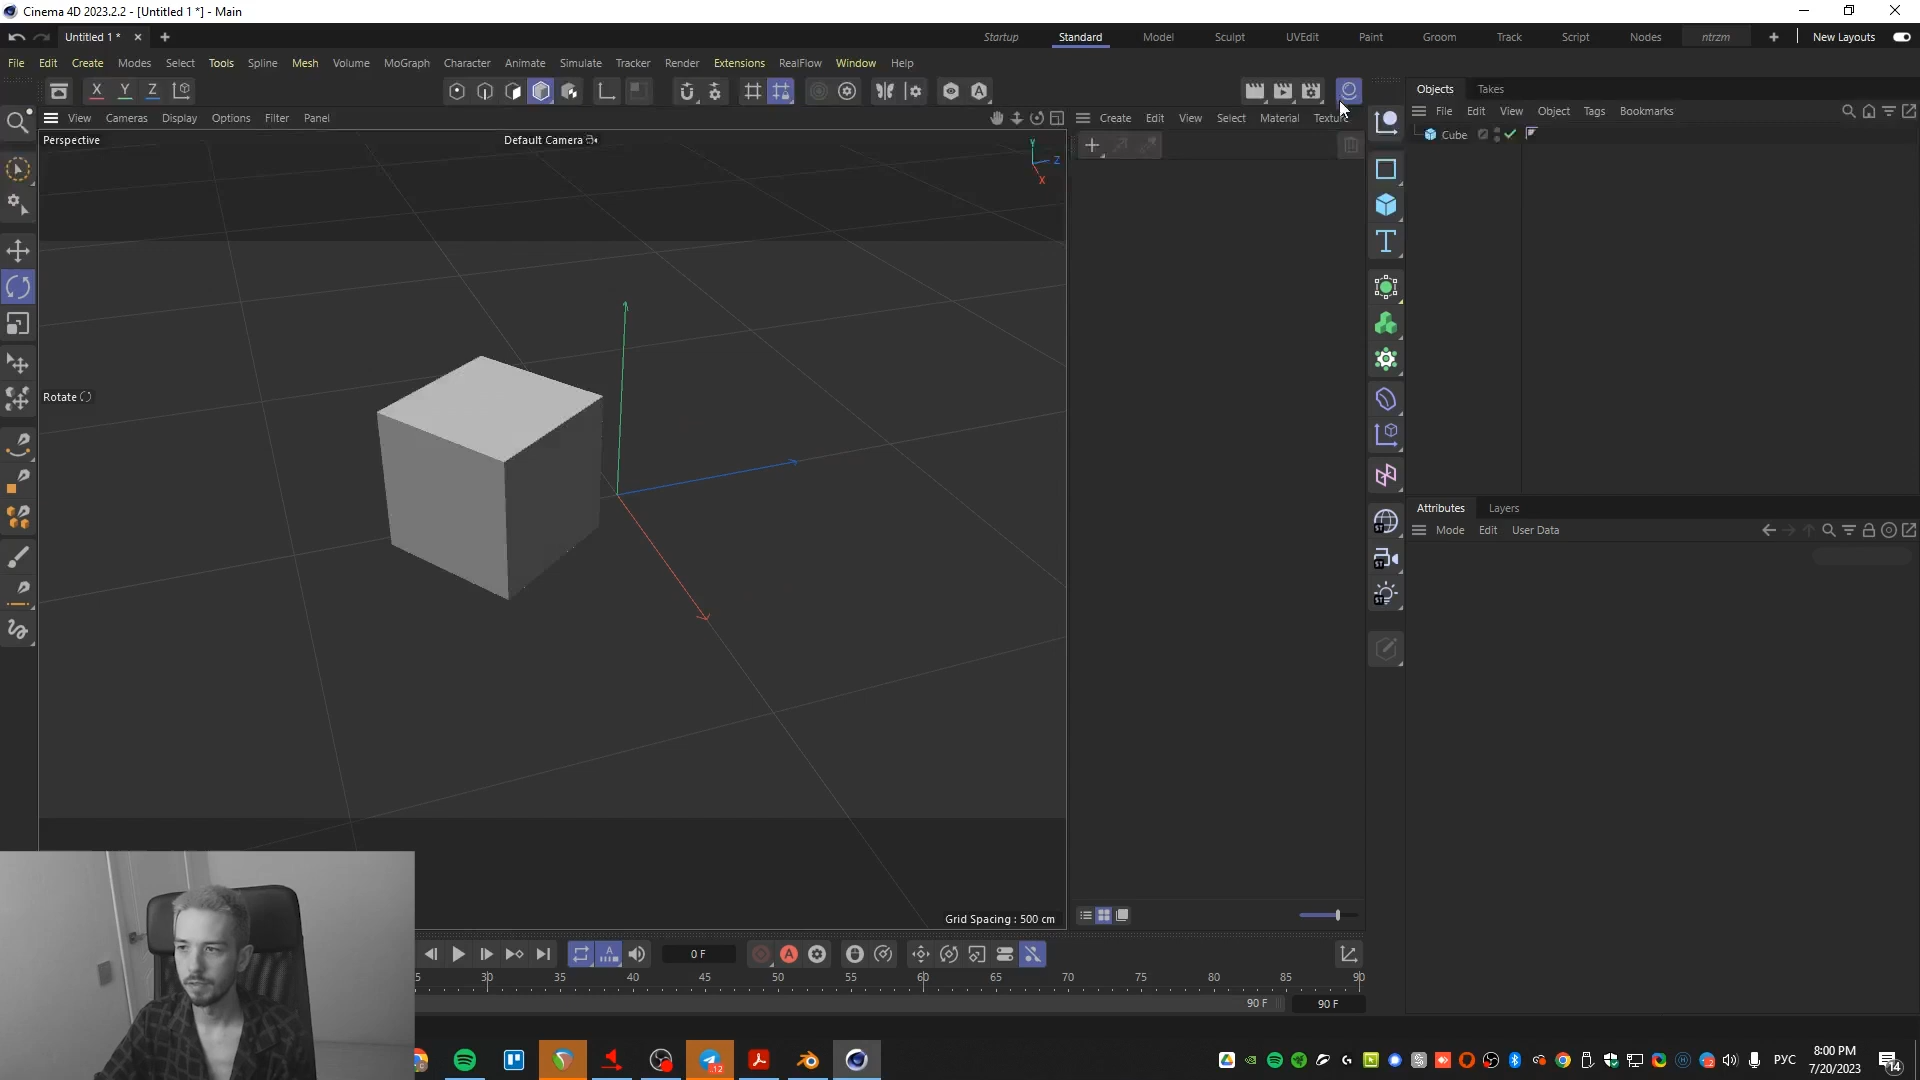 Cinema 4D 2023.2.2 - [Untitled 1 *] - Main
Untitled 1 *
Startup Standard Model Sculpt UVEdit Paint Groom Track Script Nodes ntrzm New Layouts
File Edit Create Modes Select Tools Spline Mesh Volume MoGraph Character Animate Simulate Tracker Render Extensions Window RealFlow Help
X Y Z
Objects Takes
View Cameras Display Options Filter Panel
Create Edit View Select Material Texture
File Edit View Object Tags Bookmarks
Perspective
Default Camera
Cube
Y
Z
X
Rotate
Attributes Layers
Mode Edit User Data
ST
ST
ST
Grid Spacing : 500 cm
0 F
A
5 30 35 40 45 50 55 60 65 70 75 80 85 90
90 F 90 F
12
РУС
8:00 PM
7/20/2023
14